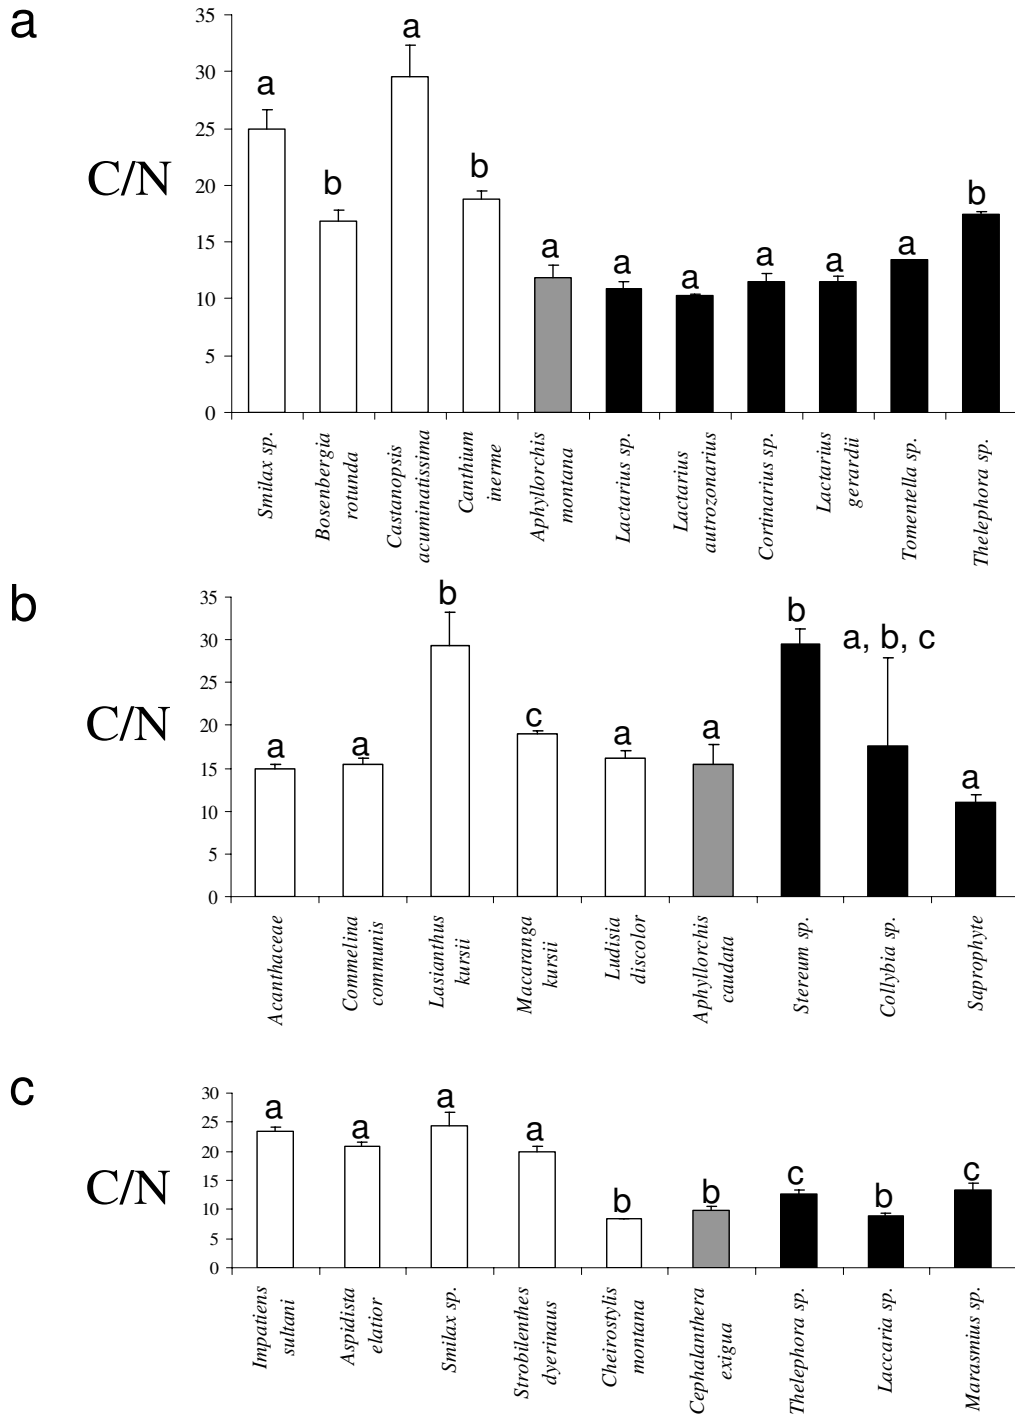 a
35
30
25
20
15
10
5
0
C/N
a
b
a
b
a
a
a
a
a
a
b
Smilax sp.
Bosenbergia
rotunda
Castanopsis
acuminatissima
Canthium
inerme
Aphyllorchis
montana
Lactarius sp.
Lactarius
autrozonarius
Cortinarius sp.
Lactarius
gerardii
Tomentella sp.
Thelephora sp.
b
35
30
25
20
15
10
5
0
C/N
a
a
b
c
a
a
b
a, b, c
a
Acanthaceae
Commelina
communis
Lasianthus
kursii
Macaranga
kursii
Ludisia
discolor
Aphyllorchis
caudata
Stereum sp.
Collybia sp.
Saprophyte
c
30
25
20
15
10
5
0
C/N
a
a
a
a
b
b
c
b
c
Impatiens
sultani
Aspidista
elatior
Smilax sp.
Strobilenthes
dyerinaus
Cheirostylis
montana
Cephalanthera
exigua
Thelephora sp.
Laccaria sp.
Marasmius sp.